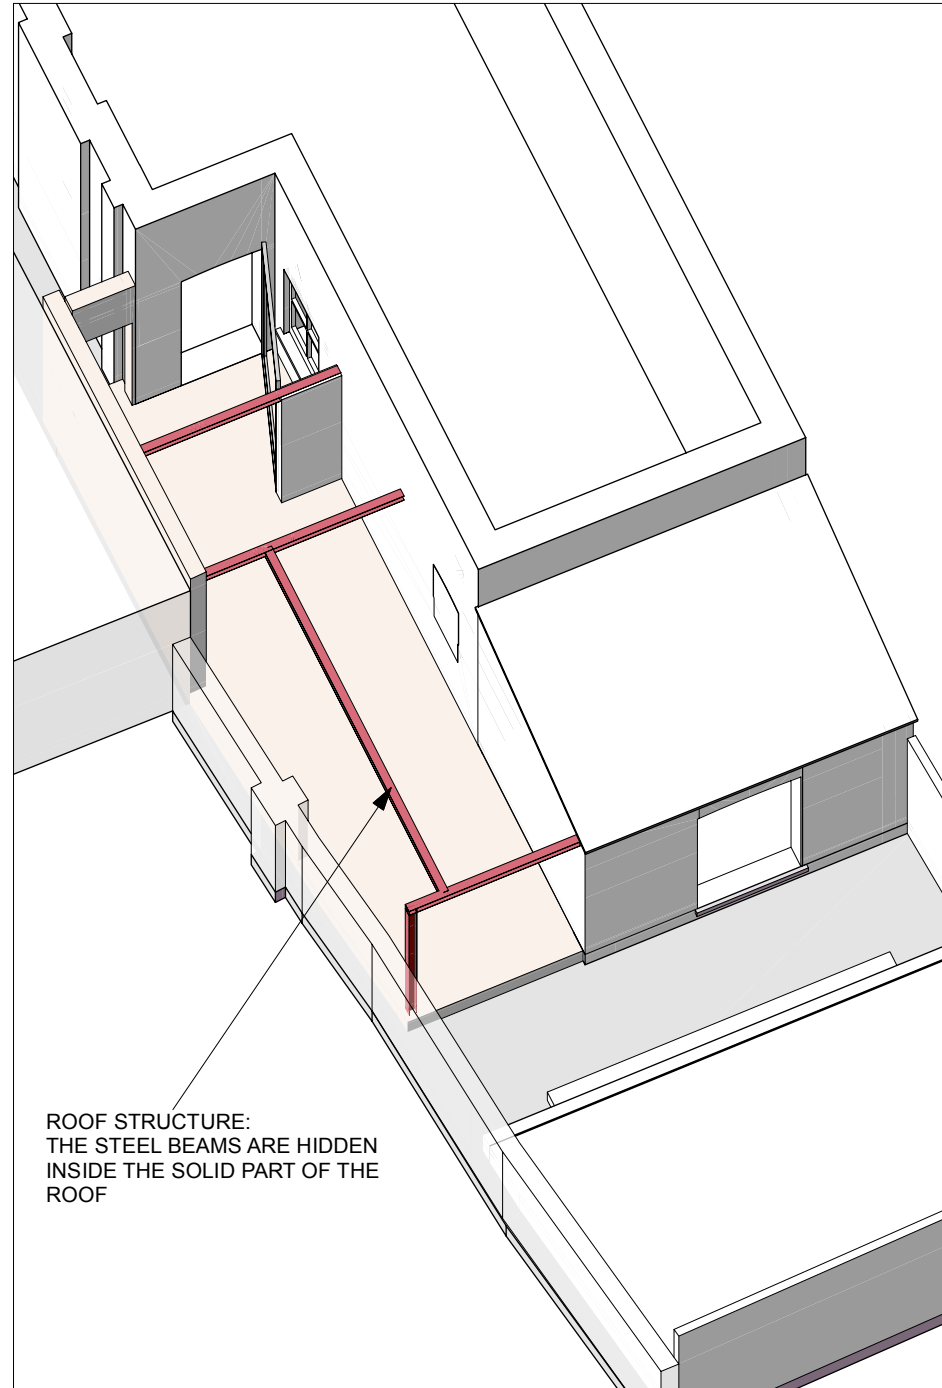 ROOF STRUCTURE:
THE STEEL BEAMS ARE HIDDEN
INSIDE THE SOLID PART OF THE
ROOF